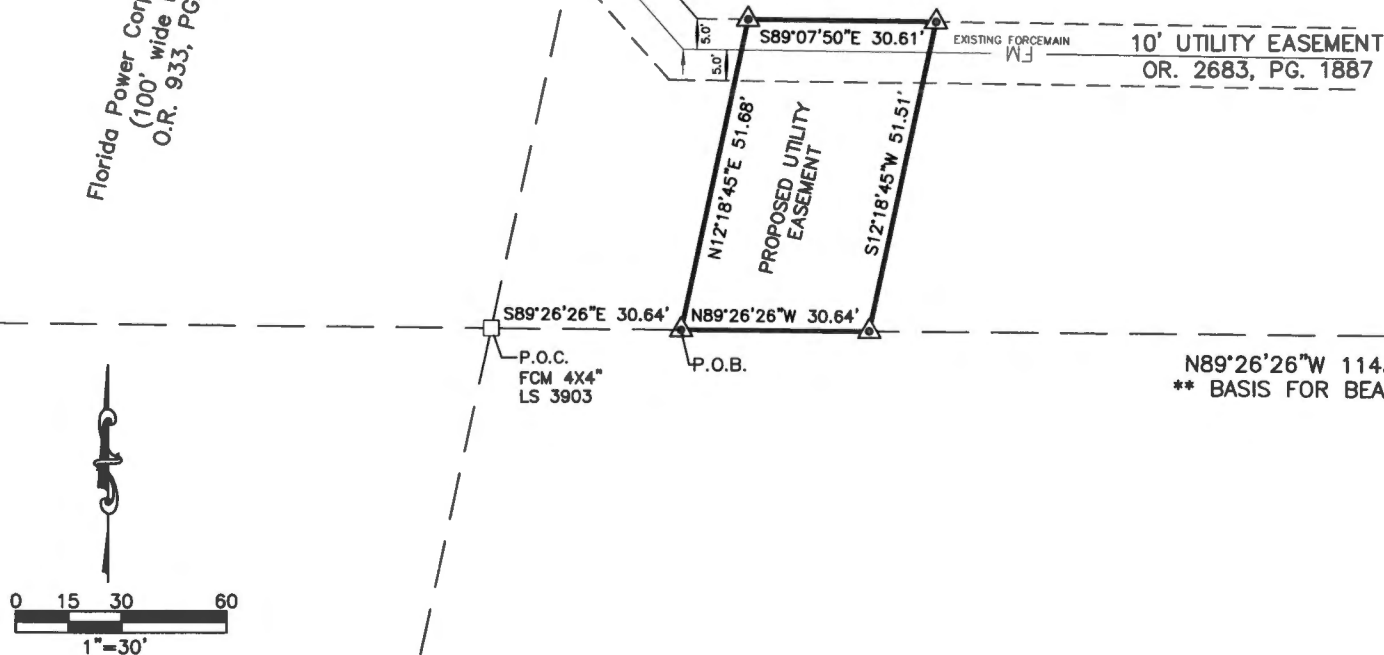 Florida Power Cor
(100' wide
O.R. 933, PG
5.0'
5.0'
S89°07'50"E 30.61'
EXISTING FORCEMAIN
FM
10' UTILITY EASEMENT
OR. 2683, PG. 1887
N12°18'45"E 51.68'
PROPOSED UTILITY
EASEMENT
S12°18'45"W 51.51'
S89°26'26"E 30.64'
N89°26'26"W 30.64'
P.O.C.
FCM 4X4"
LS 3903
P.O.B.
N89°26'26"W 114.
** BASIS FOR BEA
0 15 30 60
1"=30'